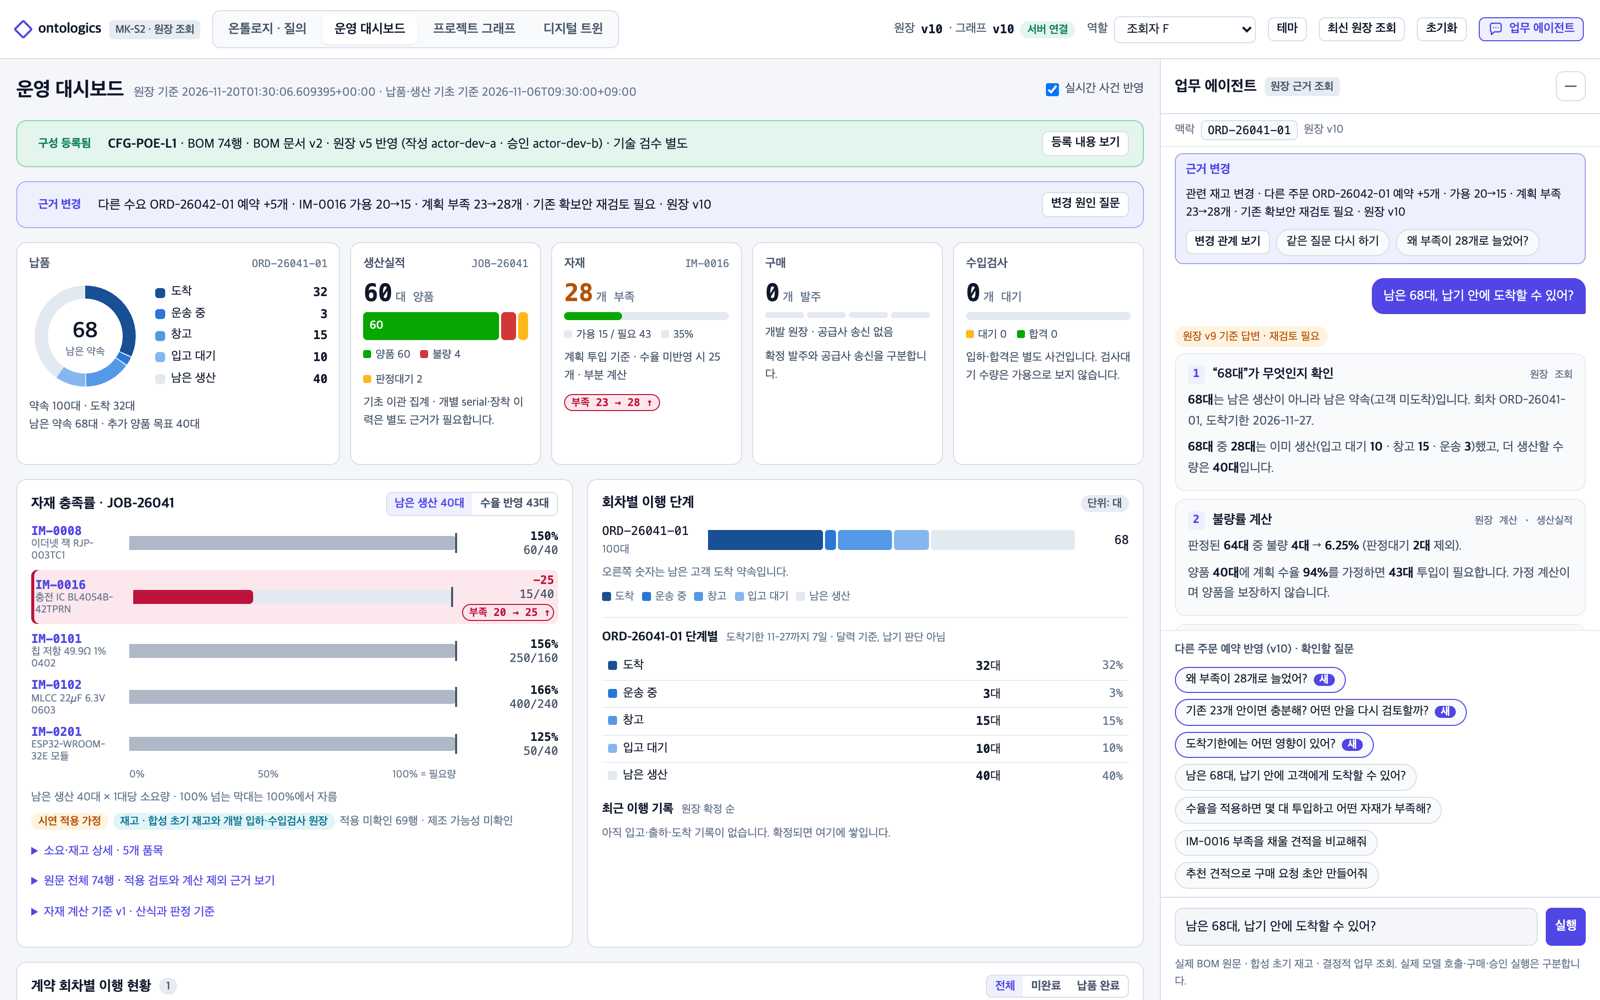 ontologics MK-S2 · 원장 조회 온톨로지 · 질의 운영 대시보드 프로젝트 그래프 디지털 트윈 원장 v10 · 그래프 v10 서버 연결 역할 조회자 F 테마 최신 원장 조회 초기화 업무 에이전트
운영 대시보드 원장 기준 2026-11-20T01:30:06.609395+00:00 · 납품·생산 기초 기준 2026-11-06T09:30:00+09:00 실시간 사건 반영
구성 등록됨 CFG-POE-L1 · BOM 74행 · BOM 문서 v2 · 원장 v5 반영 (작성 actor-dev-a · 승인 actor-dev-b) · 기술 검수 별도 등록 내용 보기
근거 변경 다른 수요 ORD-26042-01 예약 +5개 · IM-0016 가용 20→15 · 계획 부족 23→28개 · 기존 확보안 재검토 필요 · 원장 v10 변경 원인 질문
납품 ORD-26041-01
68
남은 약속
도착 32
운송 중 3
창고 15
입고 대기 10
남은 생산 40
약속 100대 · 도착 32대
남은 약속 68대 · 추가 양품 목표 40대
생산실적 JOB-26041
60 대 양품
60
양품 60 불량 4
판정대기 2
기초 이관 집계 · 개별 serial·장착 이
력은 별도 근거가 필요합니다.
자재 IM-0016
28 개 부족
가용 15 / 필요 43 35%
계획 투입 기준 · 수율 미반영 시 25
개 · 부분 계산
부족 23 → 28 ↑
구매
0 개 발주
개발 원장 · 공급사 송신 없음
확정 발주와 공급사 송신을 구분합니
다.
수입검사
0 개 대기
대기 0 합격 0
입하·합격은 별도 사건입니다. 검사대
기 수량은 가용으로 보지 않습니다.
자재 충족률 · JOB-26041 남은 생산 40대 수율 반영 43대
IM-0008
이더넷 잭 RJP-
003TC1
150%
60/40
IM-0016
충전 IC BL4054B-
42TPRN
-25
15/40
부족 20 → 25 ↑
IM-0101
칩 저항 49.9Ω 1%
0402
156%
250/160
IM-0102
MLCC 22μF 6.3V
0603
166%
400/240
IM-0201
ESP32-WROOM-
32E 모듈
125%
50/40
0% 50% 100% = 필요량
남은 생산 40대 × 1대당 소요량 · 100% 넘는 막대는 100%에서 자름
시연 적용 가정 재고 · 합성 초기 재고와 개발 입하·수입검사 원장 적용 미확인 69행 · 제조 가능성 미확인
▶ 소요·재고 상세 · 5개 품목
▶ 원문 전체 74행 · 적용 검토와 계산 제외 근거 보기
▶ 자재 계산 기준 v1 · 산식과 판정 기준
회차별 이행 단계 단위: 대
ORD-26041-01
100대
68
오른쪽 숫자는 남은 고객 도착 약속입니다.
도착 운송 중 창고 입고 대기 남은 생산
ORD-26041-01 단계별 도착기한 11-27까지 7일 · 달력 기준, 납기 판단 아님
도착 32대 32%
운송 중 3대 3%
창고 15대 15%
입고 대기 10대 10%
남은 생산 40대 40%
최근 이행 기록 원장 확정 순
아직 입고·출하·도착 기록이 없습니다. 확정되면 여기에 쌓입니다.
계약 회차별 이행 현황 1 전체 미완료 납품 완료
업무 에이전트 원장 근거 조회 —
맥락 ORD-26041-01 원장 v10
근거 변경
관련 재고 변경 · 다른 주문 ORD-26042-01 예약 +5개 · 가용 20→15 · 계획 부족
23→28개 · 기존 확보안 재검토 필요 · 원장 v10
변경 관계 보기 같은 질문 다시 하기 왜 부족이 28개로 늘었어?
남은 68대, 납기 안에 도착할 수 있어?
원장 v9 기준 답변 · 재검토 필요
1 “68대”가 무엇인지 확인 원장 조회
68대는 남은 생산이 아니라 남은 약속(고객 미도착)입니다. 회차 ORD-26041-
01, 도착기한 2026-11-27.
68대 중 28대는 이미 생산(입고 대기 10 · 창고 15 · 운송 3)했고, 더 생산할 수
량은 40대입니다.
2 불량률 계산 원장 계산 · 생산실적
판정된 64대 중 불량 4대 → 6.25% (판정대기 2대 제외).
양품 40대에 계획 수율 94%를 가정하면 43대 투입이 필요합니다. 가정 계산이
며 양품을 보장하지 않습니다.
다른 주문 예약 반영 (v10) · 확인할 질문
왜 부족이 28개로 늘었어? 새
기존 23개 안이면 충분해? 어떤 안을 다시 검토할까? 새
도착기한에는 어떤 영향이 있어? 새
남은 68대, 납기 안에 고객에게 도착할 수 있어?
수율을 적용하면 몇 대 투입하고 어떤 자재가 부족해?
IM-0016 부족을 채울 견적을 비교해줘
추천 견적으로 구매 요청 초안 만들어줘
남은 68대, 납기 안에 도착할 수 있어? 실행
실제 BOM 원문 · 합성 초기 재고 · 결정적 업무 조회. 실제 모델 호출·구매·승인 실행은 구분합니
다.